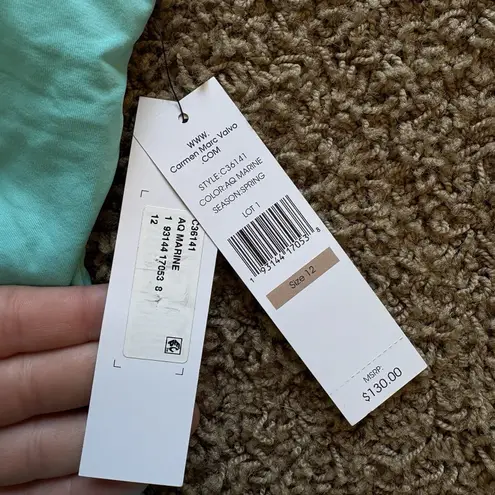 WWW.
Carmen Marc Valvo
.COM
STYLE:C36141
COLOR:AQ MARINE
SEASON:SPRING
LOT 1
1 93144 17053 8
Size 12
MSRP
$130.00
C36141
AQ MARINE
1 93144 17053 8
12